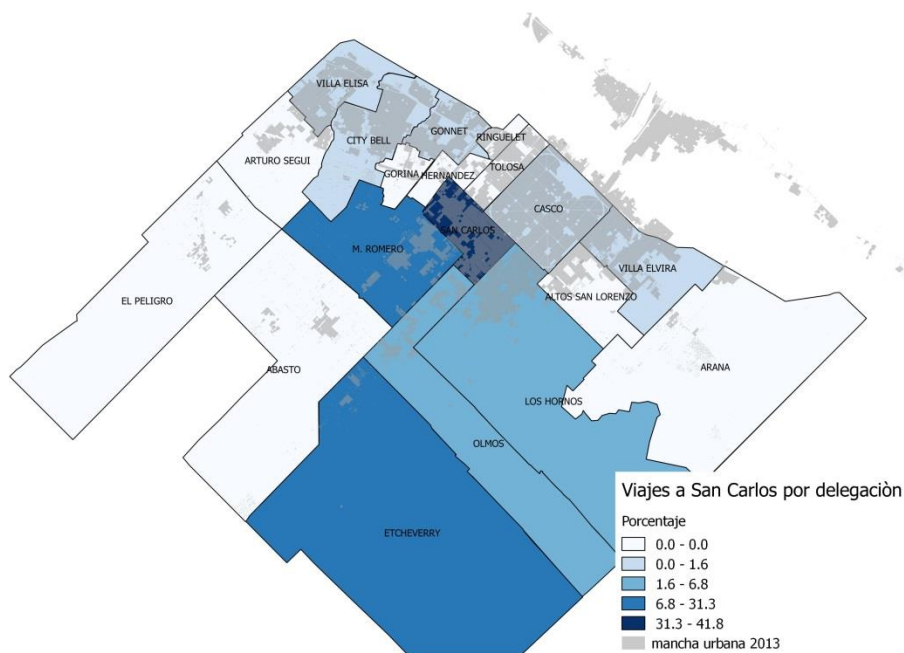 VILLA ELISA
CITY BELL
GONNET
RINGUELET
ARTURO SEGUI
GORINA
HERNANDEZ
TOLOSA
CASCO
SAN CARLOS
M. ROMERO
VILLA ELVIRA
EL PELIGRO
ALTOS SAN LORENZO
ABASTO
ARANA
LOS HORNOS
OLMOS
ETCHEVERRY
Viajes a San Carlos por delegaciòn
Porcentaje
0.0 - 0.0
0.0 - 1.6
1.6 - 6.8
6.8 - 31.3
31.3 - 41.8
mancha urbana 2013